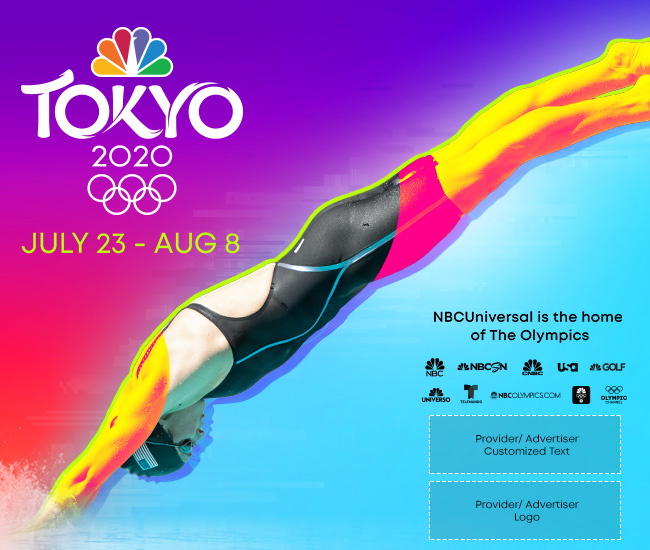 TOKYO
2020
JULY 23 - AUG 8
NBCUniversal is the home
of The Olympics
NBC NBCSN CNBC USA GOLF
UNIVERSO TELEMUNDO NBCOLYMPICS.COM OLYMPIC CHANNEL
Provider/ Advertiser
Customized Text
Provider/ Advertiser
Logo